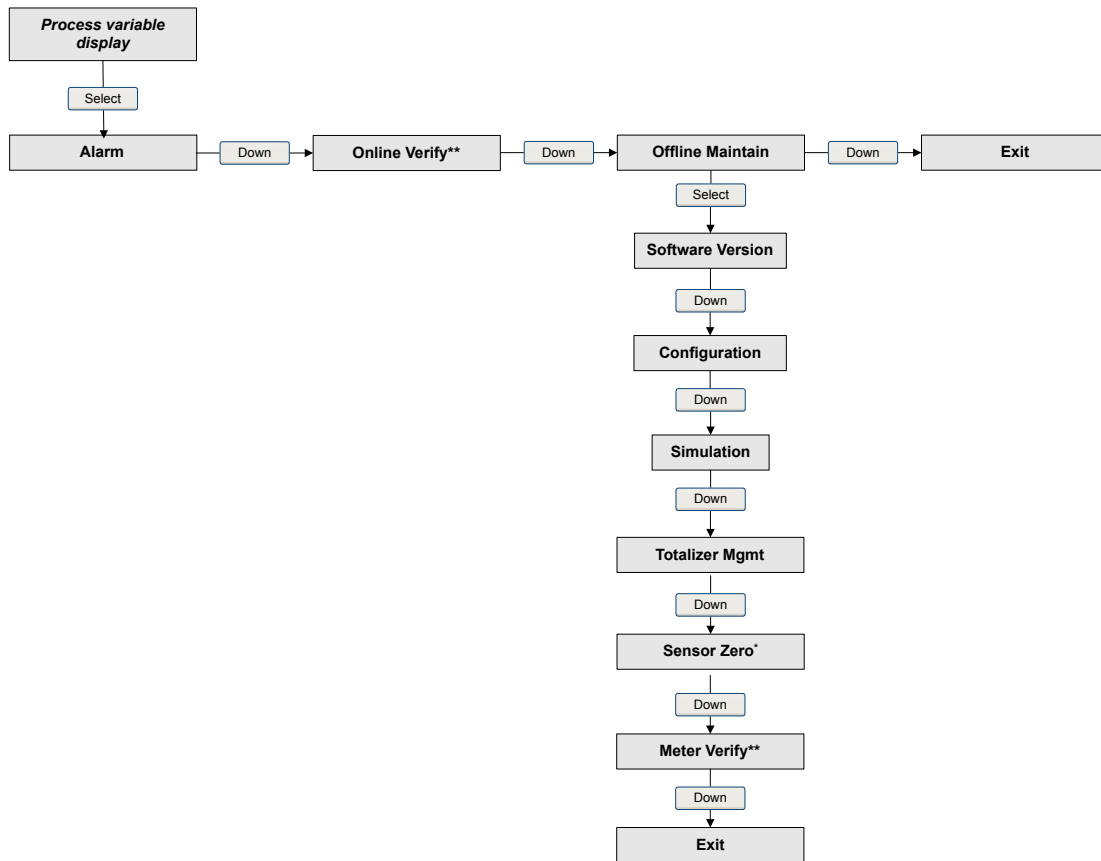 Process variable
display
Select
Alarm
Down
Online Verify**
Down
Offline Maintain
Down
Exit
Select
Software Version
Down
Configuration
Down
Simulation
Down
Totalizer Mgmt
Down
Sensor Zero*
Down
Meter Verify**
Down
Exit